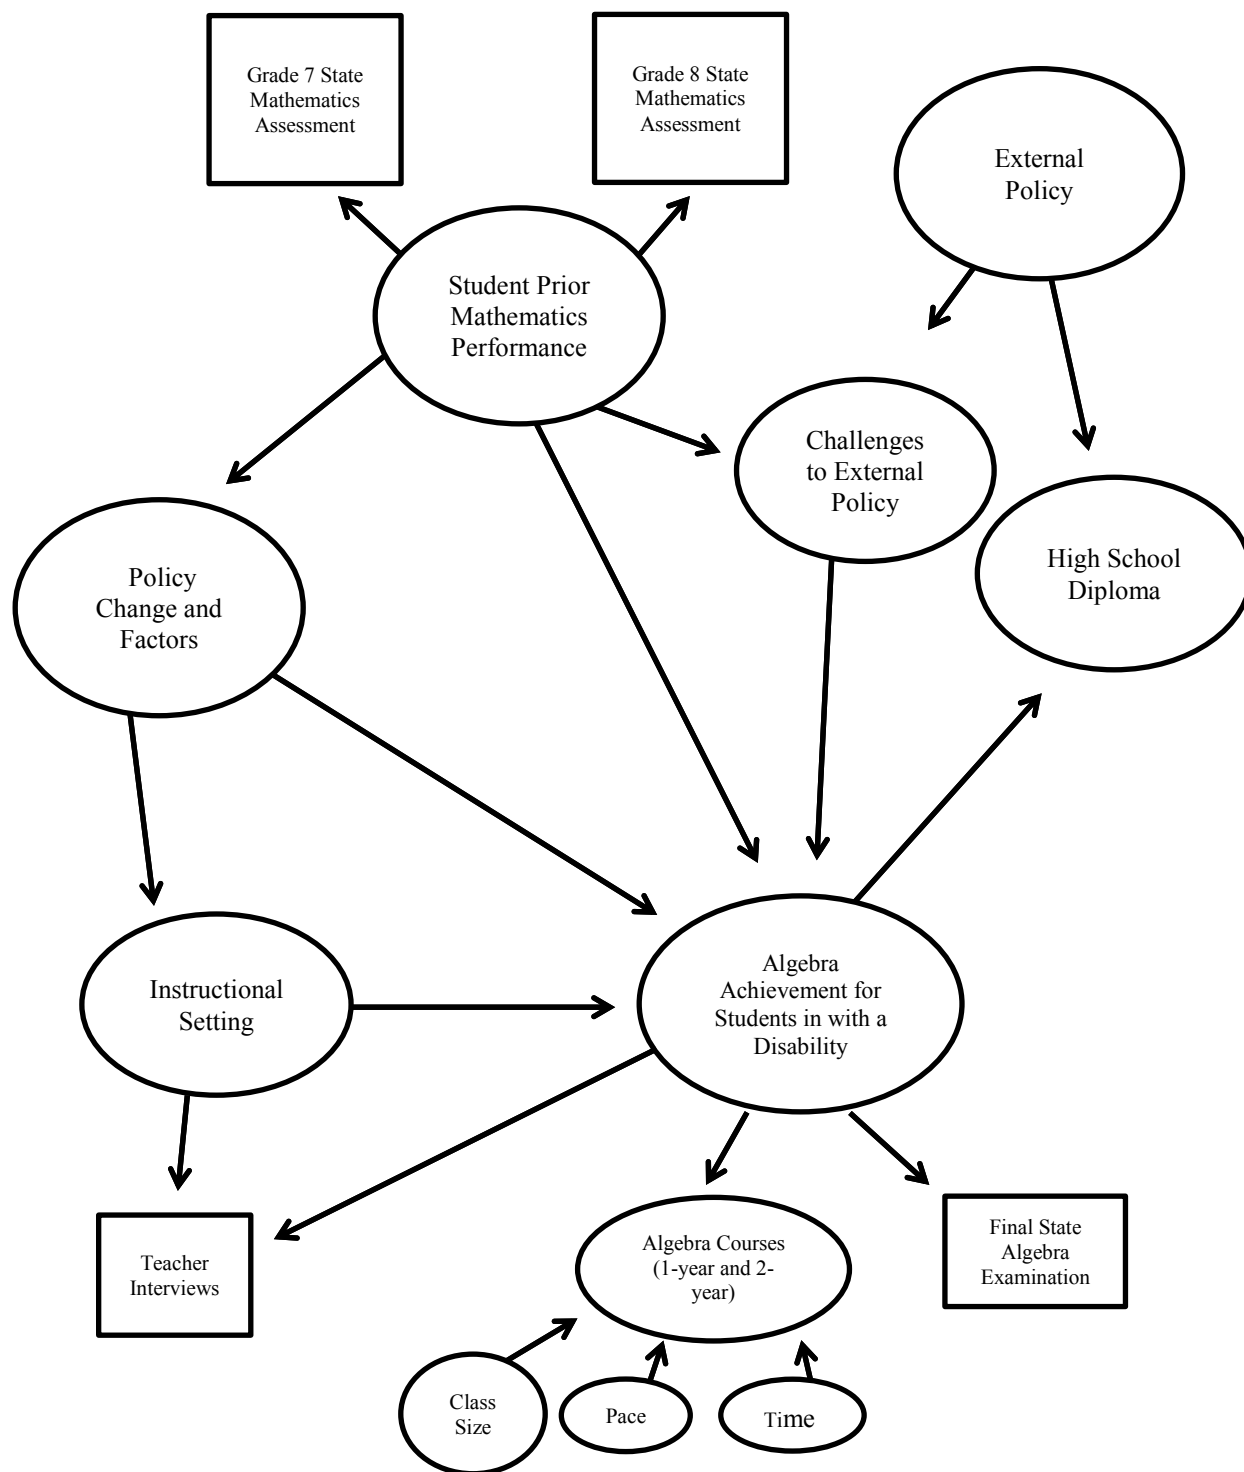 Grade 7 State
Mathematics
Assessment
Grade 8 State
Mathematics
Assessment
External
Policy
Student Prior
Mathematics
Performance
Challenges
to External
Policy
High School
Diploma
Policy
Change and
Factors
Instructional
Setting
Algebra
Achievement for
Students in with a
Disability
Teacher
Interviews
Algebra Courses
(1-year and 2-
year)
Final State
Algebra
Examination
Class
Size
Pace
Time